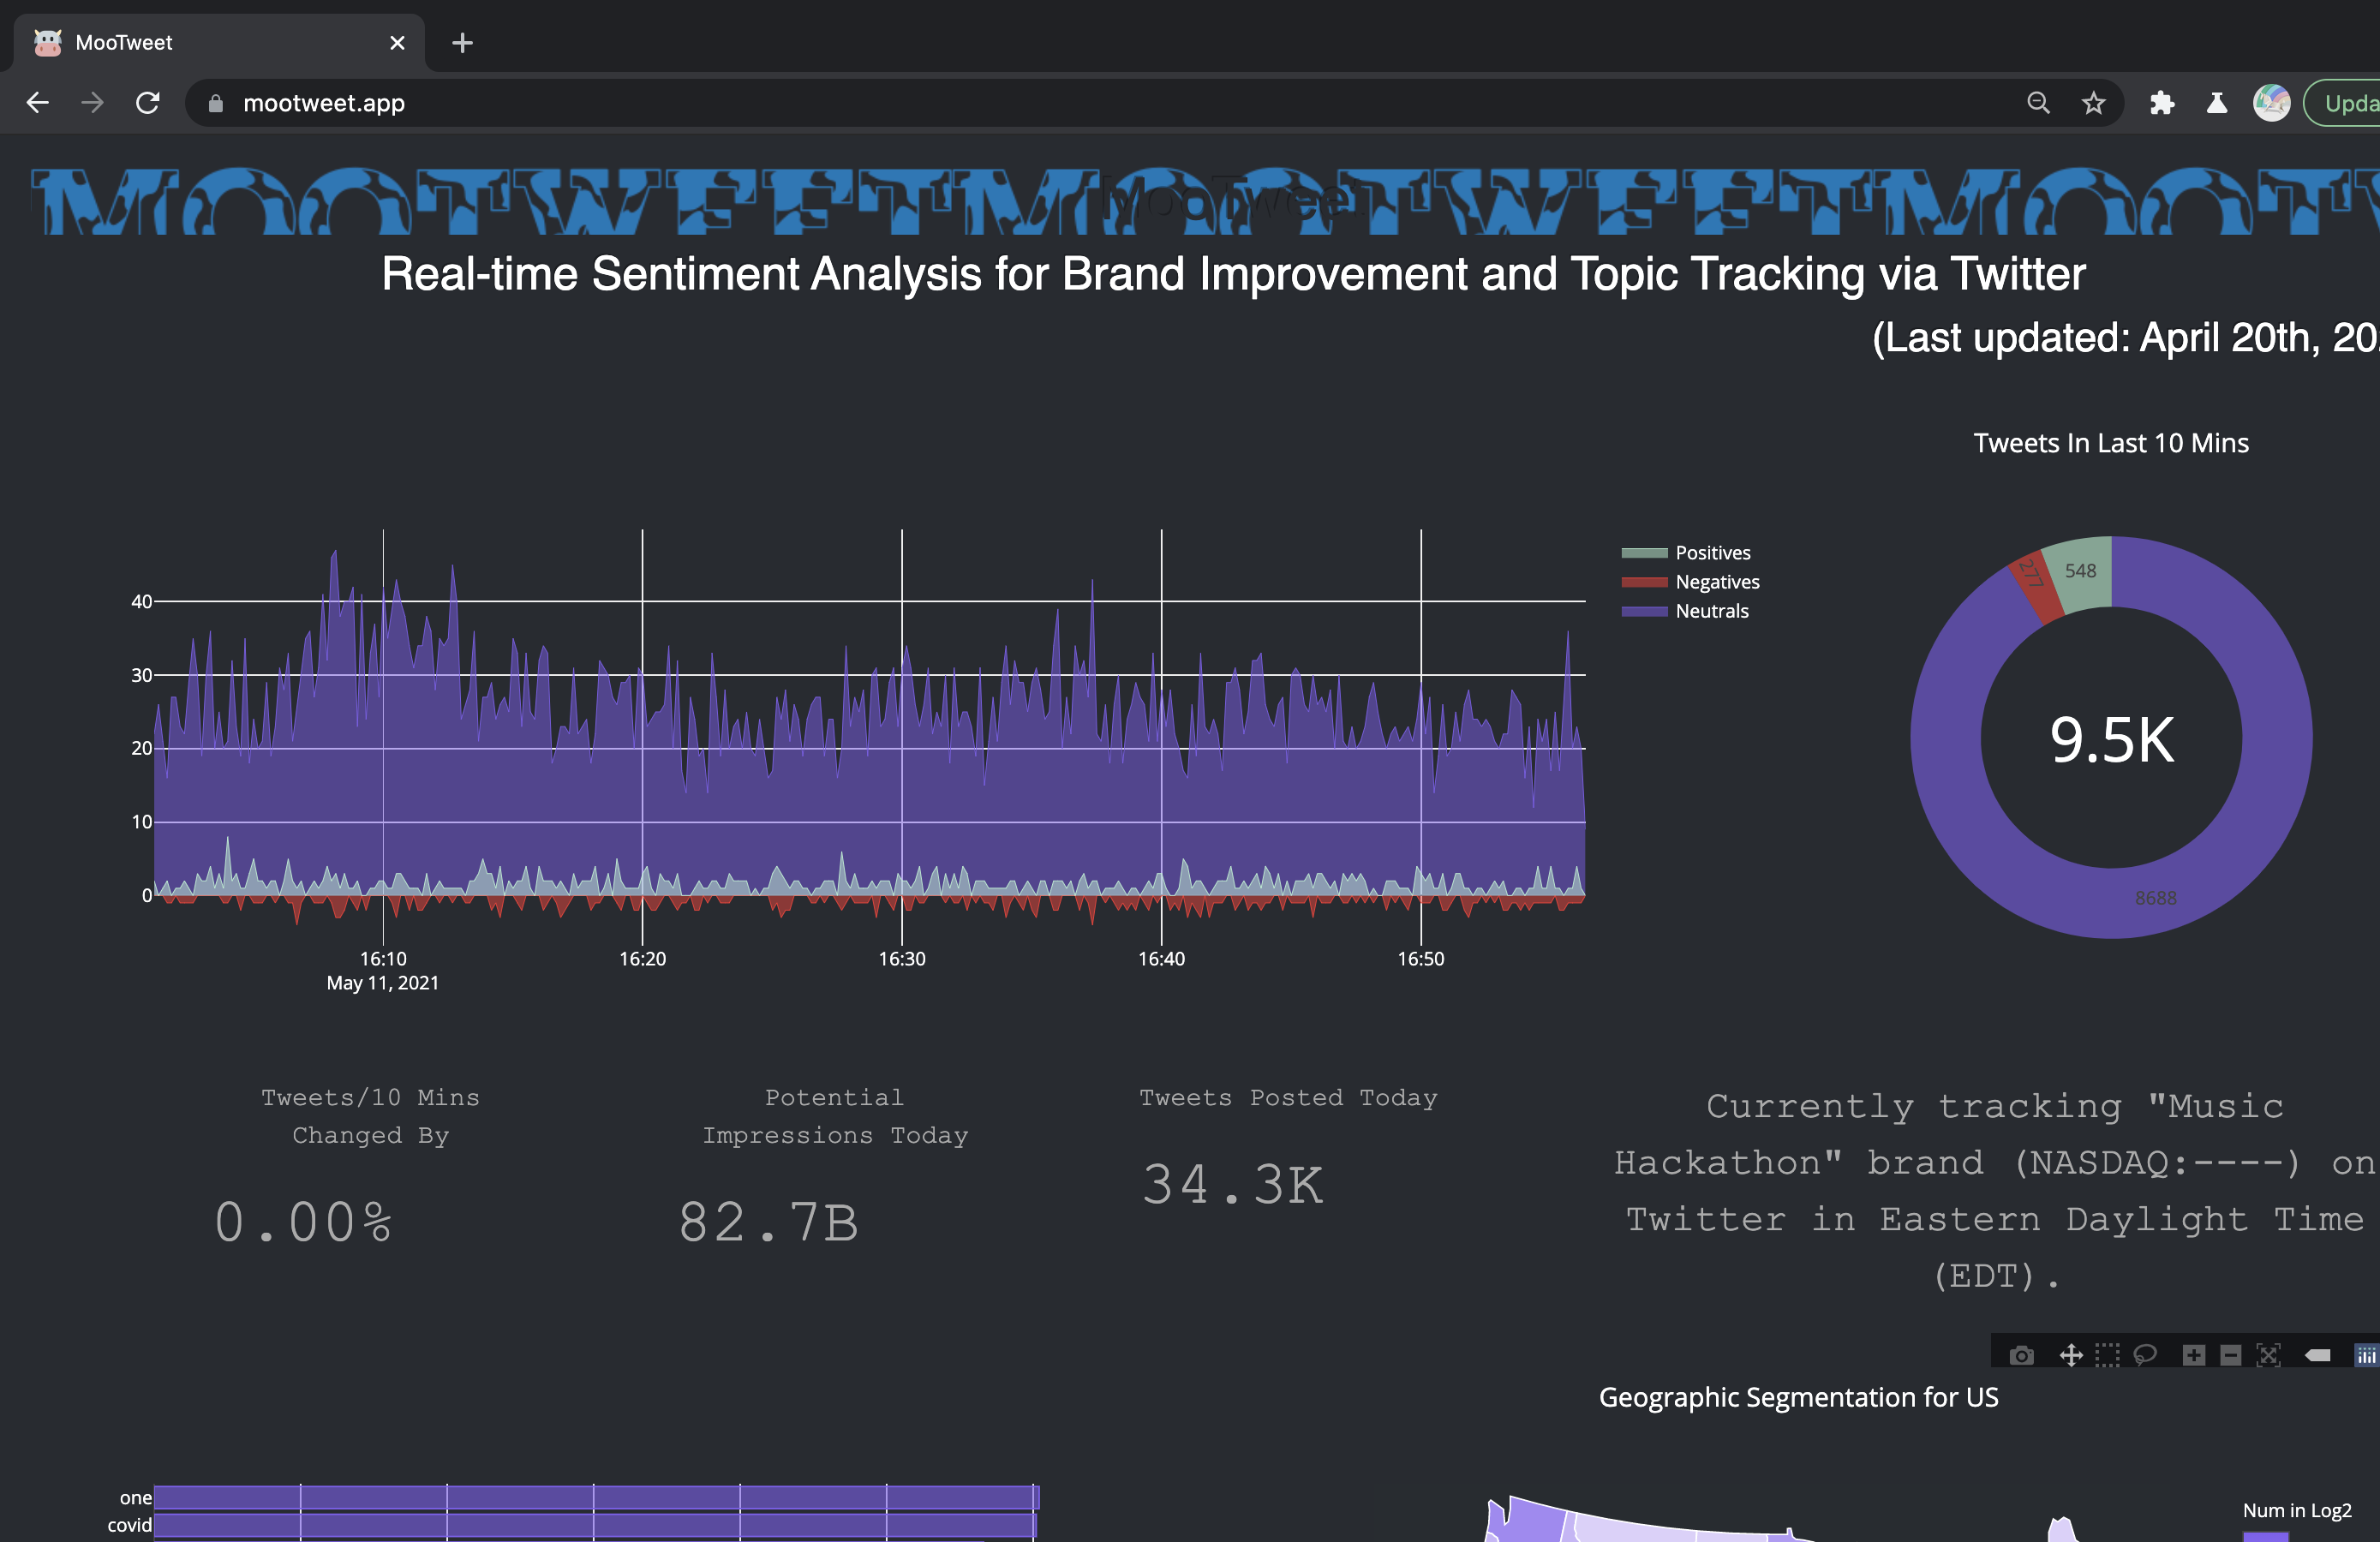 MooTweet
mootweet.app
Upda
MOOTWEETMOOTWEETMOOTW
MooTweet
Real-time Sentiment Analysis for Brand Improvement and Topic Tracking via Twitter
(Last updated: April 20th, 20
Tweets In Last 10 Mins
Positives
Negatives
Neutrals
40
30
20
10
0
16:10
16:20
16:30
16:40
16:50
May 11, 2021
277
548
9.5K
8688
Tweets/10 Mins
Changed By
0.00%
Potential
Impressions Today
82.7B
Tweets Posted Today
34.3K
Currently tracking "Music
Hackathon" brand (NASDAQ:----) on
Twitter in Eastern Daylight Time
(EDT).
Geographic Segmentation for US
one
covid
Num in Log2